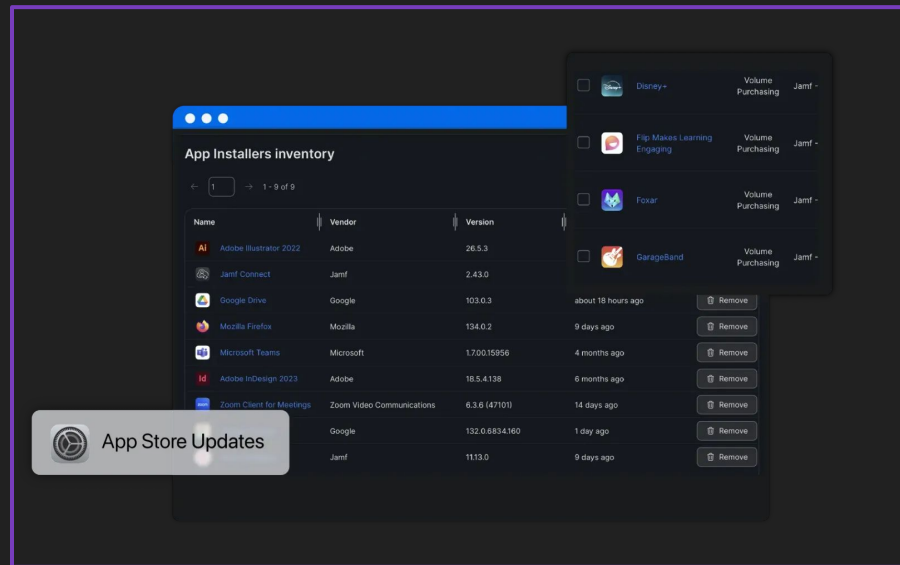 Disney+
Volume
Purchasing
Jamf -
Flip Makes Learning
Engaging
Volume
Purchasing
Jamf -
Foxar
Volume
Purchasing
Jamf -
GarageBand
Volume
Purchasing
Jamf -
App Installers inventory
← 1 → 1 - 9 of 9
Name Vendor Version
Ai Adobe Illustrator 2022 Adobe 26.5.3
Jamf Connect Jamf 2.43.0
Google Drive Google 103.0.3 about 18 hours ago Remove
Mozilla Firefox Mozilla 134.0.2 9 days ago Remove
Microsoft Teams Microsoft 1.7.00.15956 4 months ago Remove
Id Adobe InDesign 2023 Adobe 18.5.4.138 6 months ago Remove
Zoom Client for Meetings Zoom Video Communications 6.3.6 (47101) 14 days ago Remove
Google 132.0.6834.160 1 day ago Remove
App Store Updates
Jamf 11.13.0 9 days ago Remove